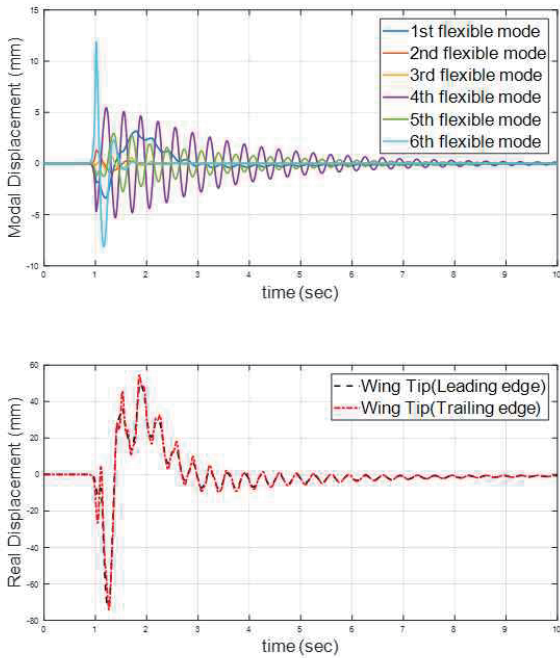 15
10
5
0
-5
-10
Modal Displacement (mm)
1st flexible mode
2nd flexible mode
3rd flexible mode
4th flexible mode
5th flexible mode
6th flexible mode
0 1 2 3 4 5 6 7 8 9 10
time (sec)
60
40
20
0
-20
-40
-60
-80
Real Displacement (mm)
Wing Tip(Leading edge)
Wing Tip(Trailing edge)
0 1 2 3 4 5 6 7 8 9 10
time (sec)